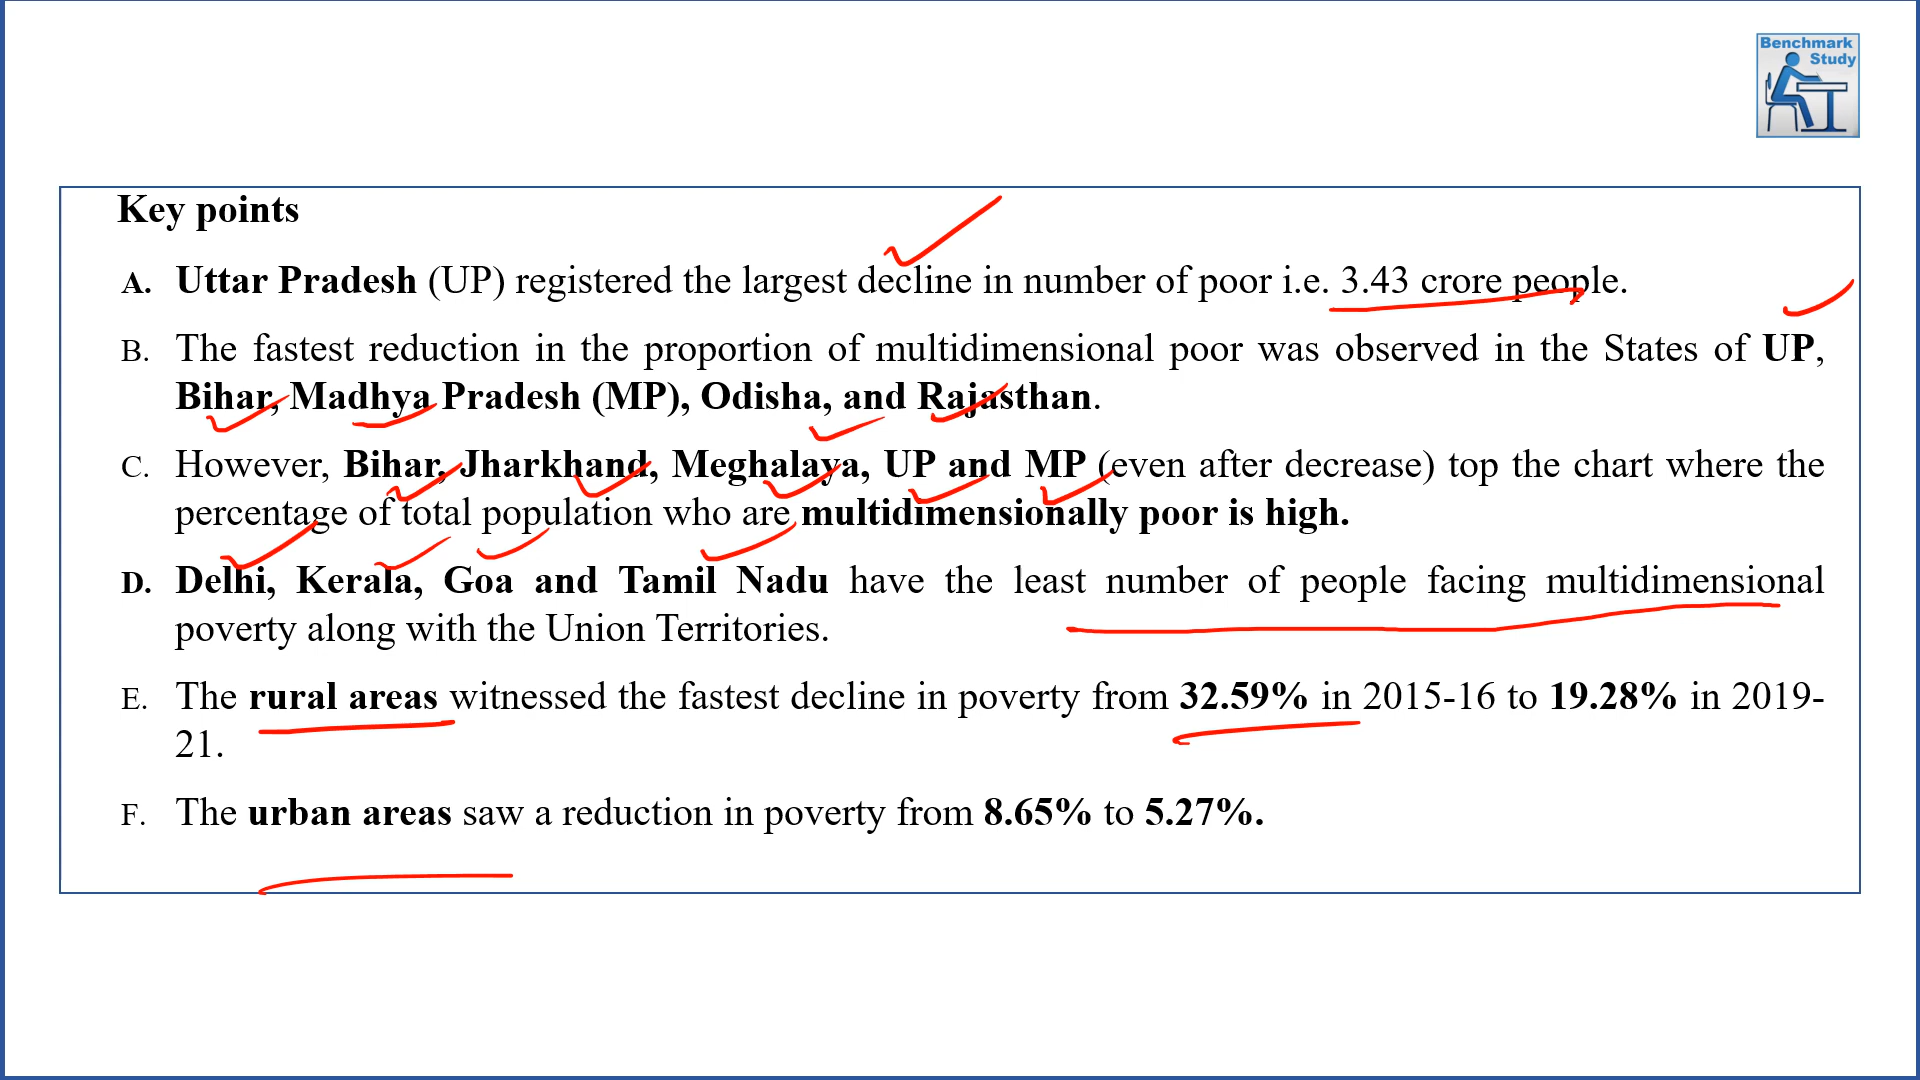 Benchmark
Study
Key points
A. Uttar Pradesh (UP) registered the largest decline in number of poor i.e. 3.43 crore people.
B. The fastest reduction in the proportion of multidimensional poor was observed in the States of UP,
Bihar, Madhya Pradesh (MP), Odisha, and Rajasthan.
C. However, Bihar, Jharkhand, Meghalaya, UP and MP (even after decrease) top the chart where the
percentage of total population who are multidimensionally poor is high.
D. Delhi, Kerala, Goa and Tamil Nadu have the least number of people facing multidimensional
poverty along with the Union Territories.
E. The rural areas witnessed the fastest decline in poverty from 32.59% in 2015-16 to 19.28% in 2019-
21.
F. The urban areas saw a reduction in poverty from 8.65% to 5.27%.